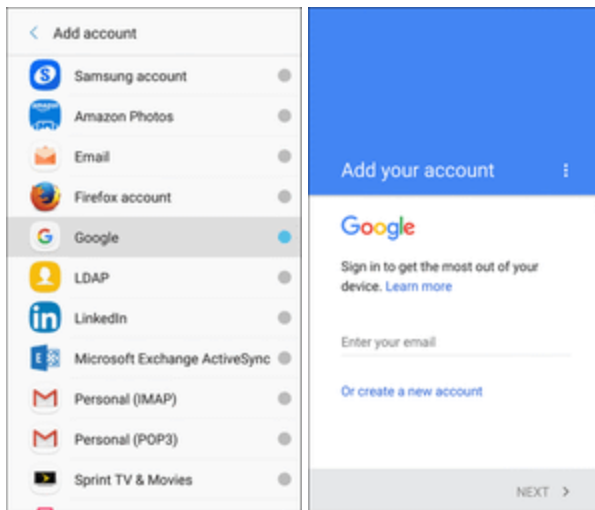 Add account
Samsung account
Amazon Photos
Email
Firefox account
Google
LDAP
LinkedIn
Microsoft Exchange ActiveSync
Personal (IMAP)
Personal (POP3)
Sprint TV & Movies
Add your account
Google
Sign in to get the most out of your
device. Learn more
Enter your email
Or create a new account
NEXT